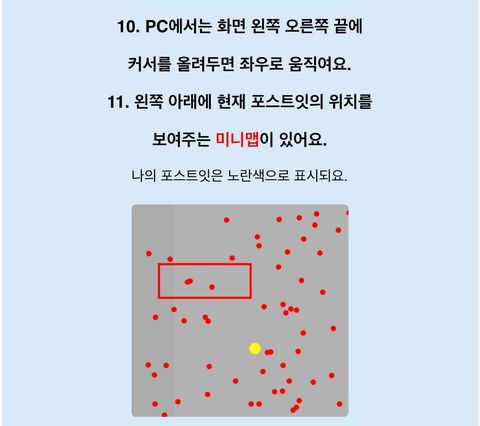 10. PC에서는 화면 왼쪽 오른쪽 끝에
커서를 올려두면 좌우로 움직여요.
11. 왼쪽 아래에 현재 포스트잇의 위치를
보여주는 미니맵이 있어요.
나의 포스트잇은 노란색으로 표시되요.